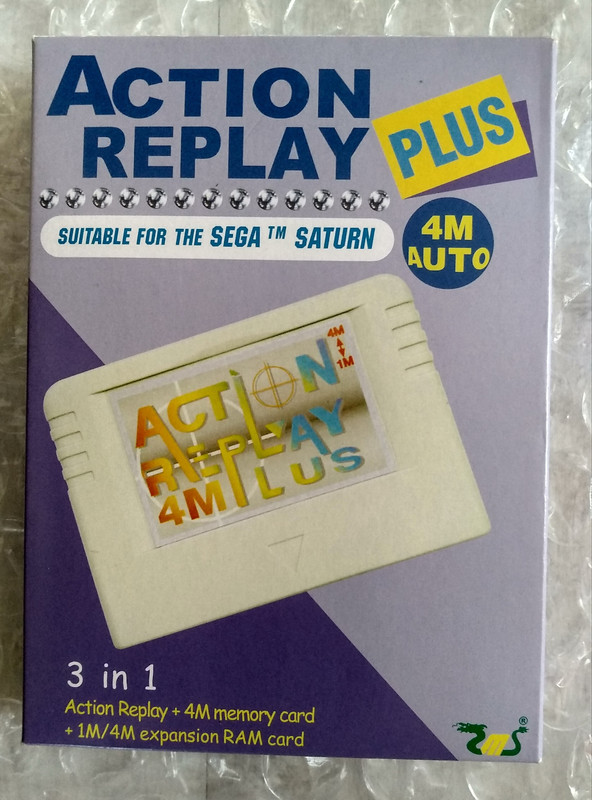 ACTION
REPLAY
PLUS
SUITABLE FOR THE SEGA™ SATURN
4M
AUTO
4M
1M
ACTION
REPLAY
4M PLUS
3 in 1
Action Replay + 4M memory card
+ 1M/4M expansion RAM card
®